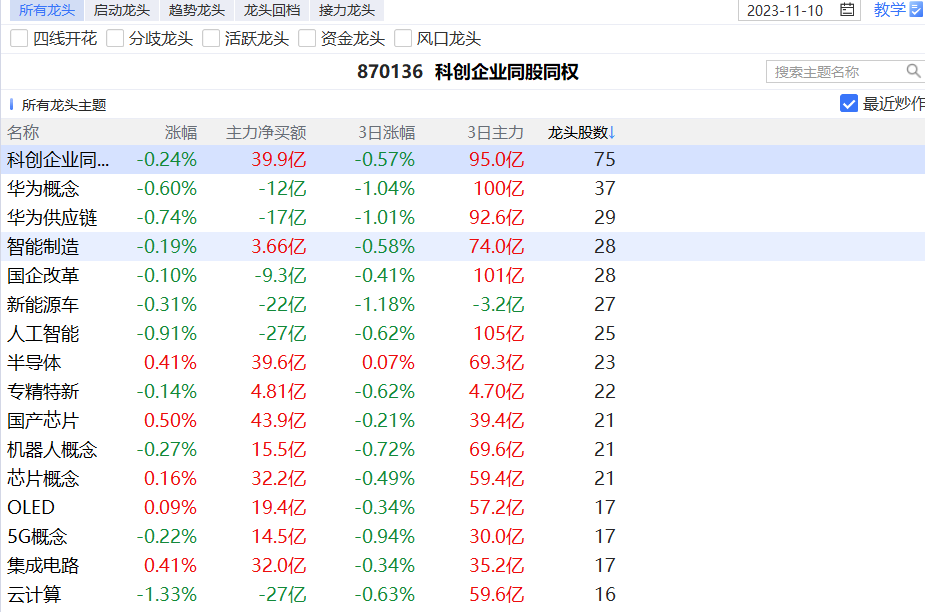 所有龙头 启动龙头 趋势龙头 龙头回档 接力龙头 2023-11-10 教学
四线开花 分歧龙头 活跃龙头 资金龙头 风口龙头
870136 科创企业同股同权 搜索主题名称
所有龙头主题 最近炒作
名称 涨幅 主力净买额 3日涨幅 3日主力 龙头股数↓
科创企业同... -0.24% 39.9亿 -0.57% 95.0亿 75
华为概念 -0.60% -12亿 -1.04% 100亿 37
华为供应链 -0.74% -17亿 -1.01% 92.6亿 29
智能制造 -0.19% 3.66亿 -0.58% 74.0亿 28
国企改革 -0.10% -9.3亿 -0.41% 101亿 28
新能源车 -0.31% -22亿 -1.18% -3.2亿 27
人工智能 -0.91% -27亿 -0.62% 105亿 25
半导体 0.41% 39.6亿 0.07% 69.3亿 23
专精特新 -0.14% 4.81亿 -0.62% 4.70亿 22
国产芯片 0.50% 43.9亿 -0.21% 39.4亿 21
机器人概念 -0.27% 15.5亿 -0.72% 69.6亿 21
芯片概念 0.16% 32.2亿 -0.49% 59.4亿 21
OLED 0.09% 19.4亿 -0.34% 57.2亿 17
5G概念 -0.22% 14.5亿 -0.94% 30.0亿 17
集成电路 0.41% 32.0亿 -0.34% 35.2亿 17
云计算 -1.33% -27亿 -0.63% 59.6亿 16